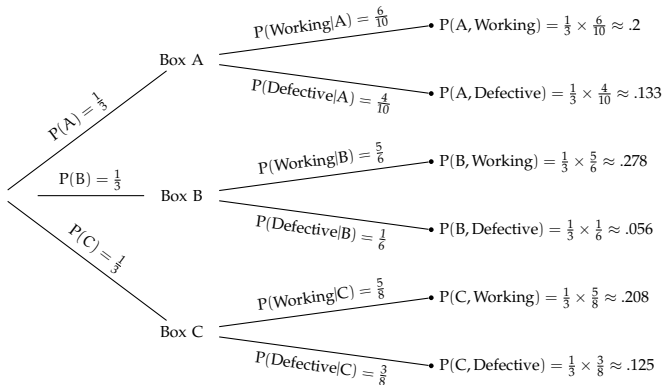 P(Working|A) = 6/10
P(A, Working) = 1/3 × 6/10 ≈ .2
Box A
P(Defective|A) = 4/10
P(A, Defective) = 1/3 × 4/10 ≈ .133
P(A) = 1/3
P(Working|B) = 5/6
P(B, Working) = 1/3 × 5/6 ≈ .278
P(B) = 1/3
Box B
P(Defective|B) = 1/6
P(B, Defective) = 1/3 × 1/6 ≈ .056
P(C) = 1/3
P(Working|C) = 5/8
P(C, Working) = 1/3 × 5/8 ≈ .208
Box C
P(Defective|C) = 3/8
P(C, Defective) = 1/3 × 3/8 ≈ .125